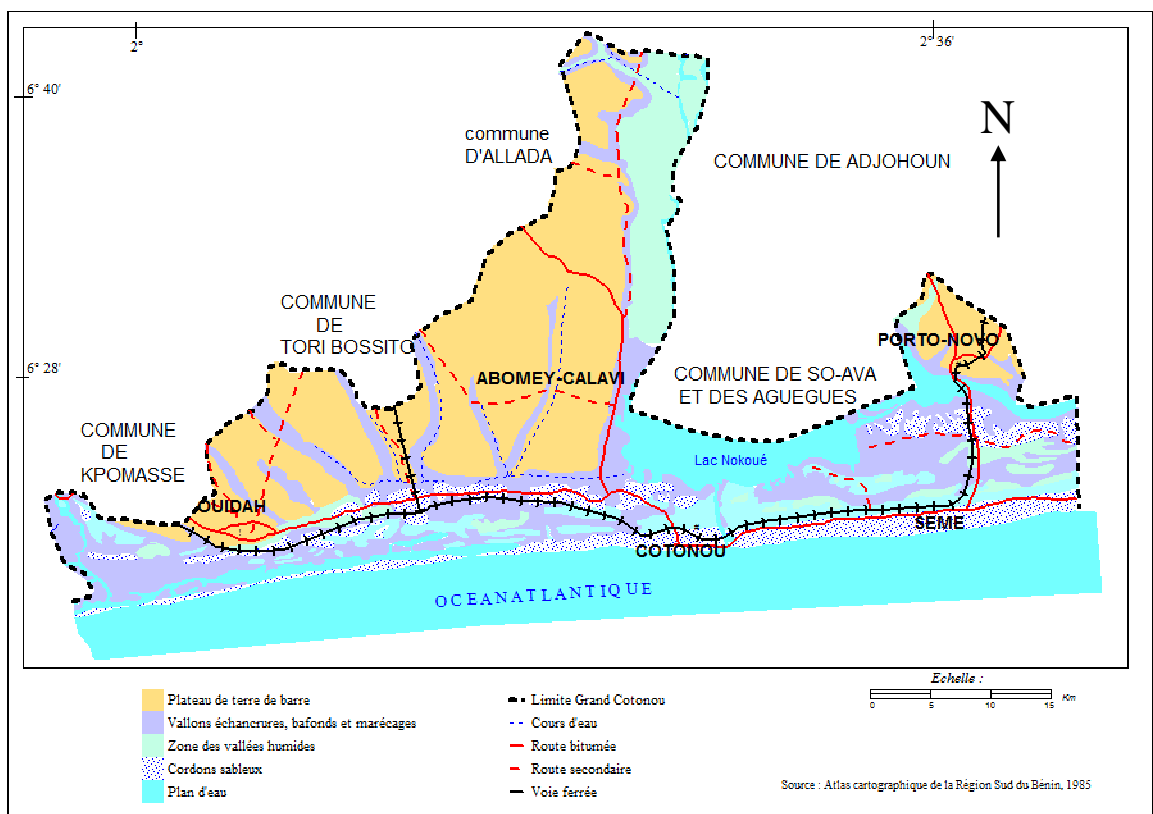 2°
2° 36'
6° 40'
N
commune
D'ALLADA
COMMUNE DE ADJOHOUN
COMMUNE
DE
TORI BOSSITO
PORTO-NOVO
6° 28'
ABOMEY-CALAVI
COMMUNE DE SO-AVA
ET DES AGUEGUES
COMMUNE
DE
KPOMASSE
Lac Nokoué
OUIDAH
SEME
COTONOU
OCEANATLANTIQUE
Echelle :
0 5 10 15 Km
Plateau de terre de barre
Vallons échancrures, bafonds et marécages
Zone des vallées humides
Cordons sableux
Plan d'eau
Limite Grand Cotonou
Cours d'eau
Route bitumée
Route secondaire
Voie ferrée
Source : Atlas cartographique de la Région Sud du Bénin, 1985